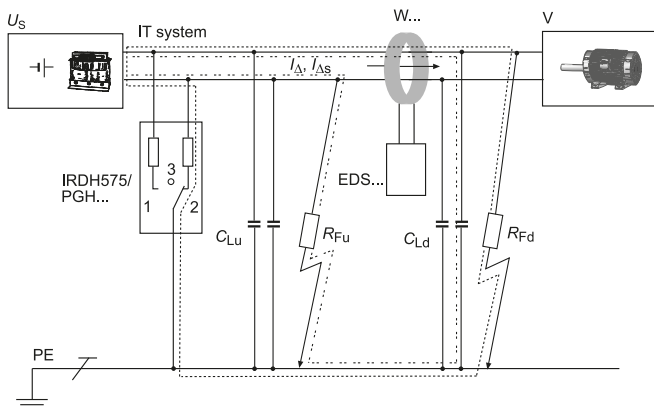 U_S
IT system
W...
V
I_Δ, I_Δs
IRDH575/
PGH...
3
1
2
C_Lu
R_Fu
EDS...
C_Ld
R_Fd
PE